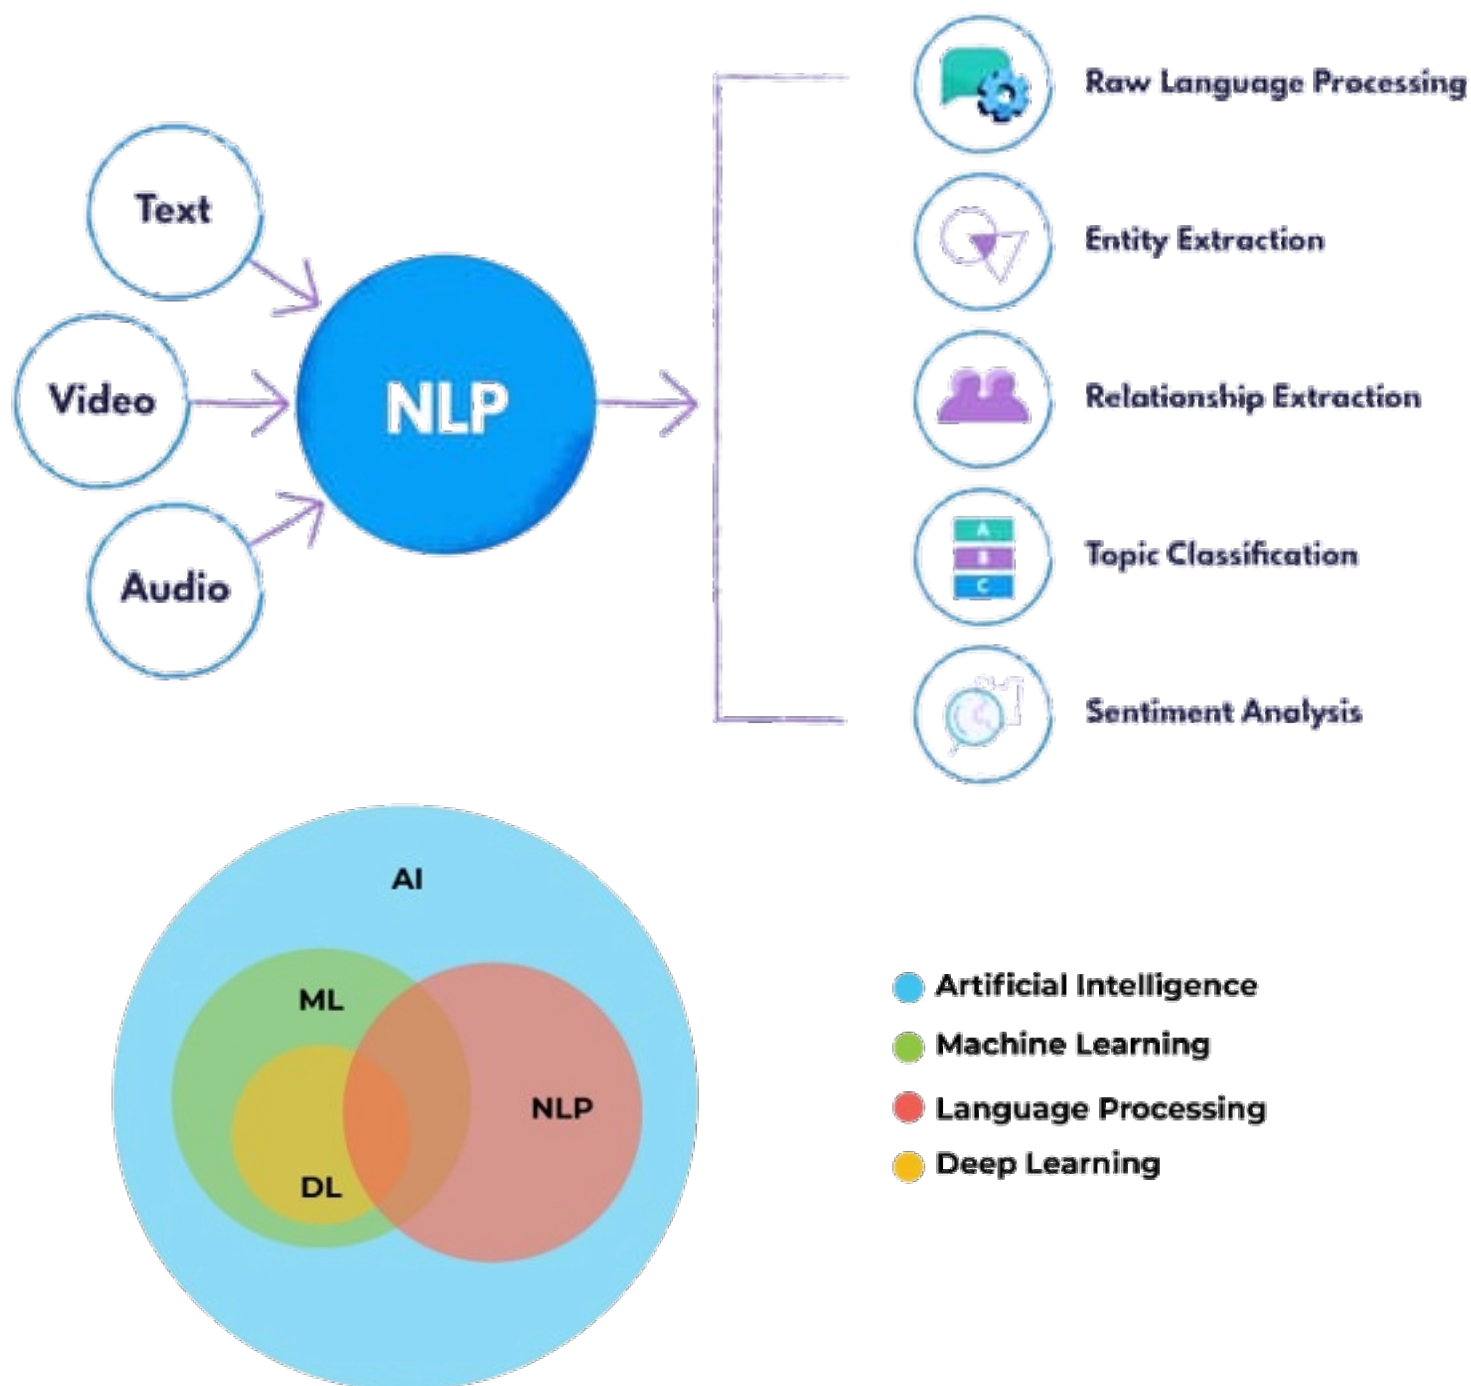 Text
Video
Audio
NLP
Raw Language Processing
Entity Extraction
Relationship Extraction
A
B
C
Topic Classification
Sentiment Analysis
AI
ML
NLP
DL
Artificial Intelligence
Machine Learning
Language Processing
Deep Learning